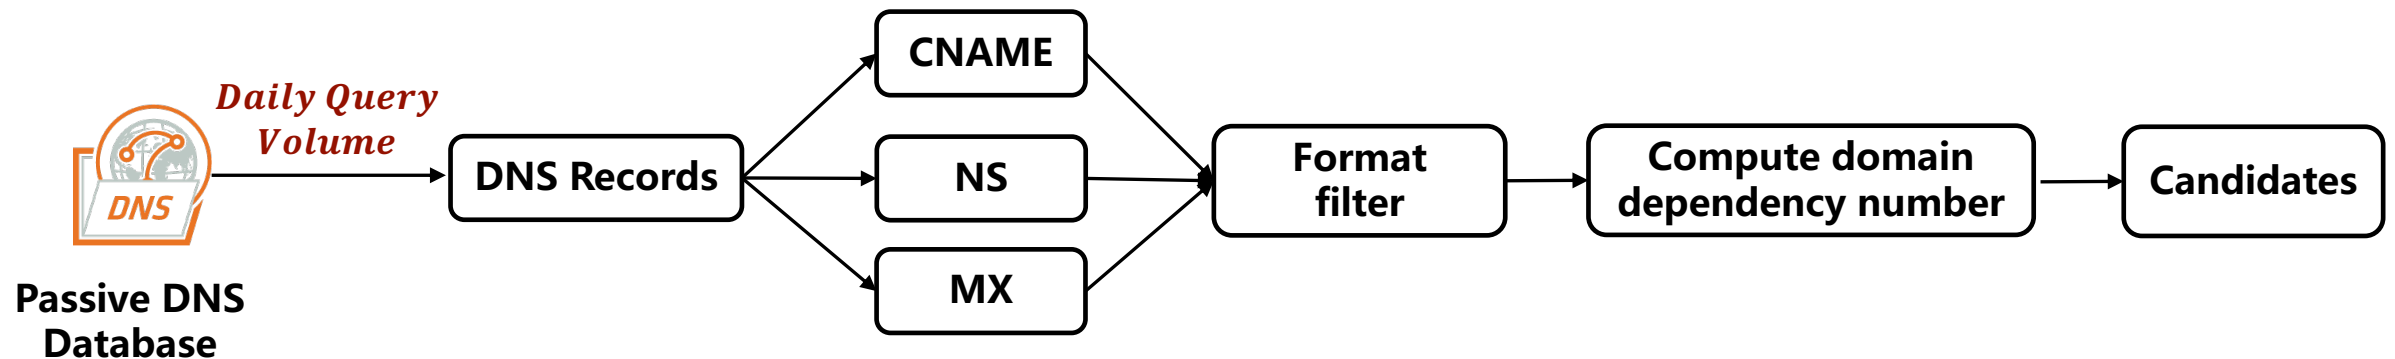 Daily Query
Volume
DNS
Passive DNS
Database
DNS Records
CNAME
NS
MX
Format
filter
Compute domain
dependency number
Candidates